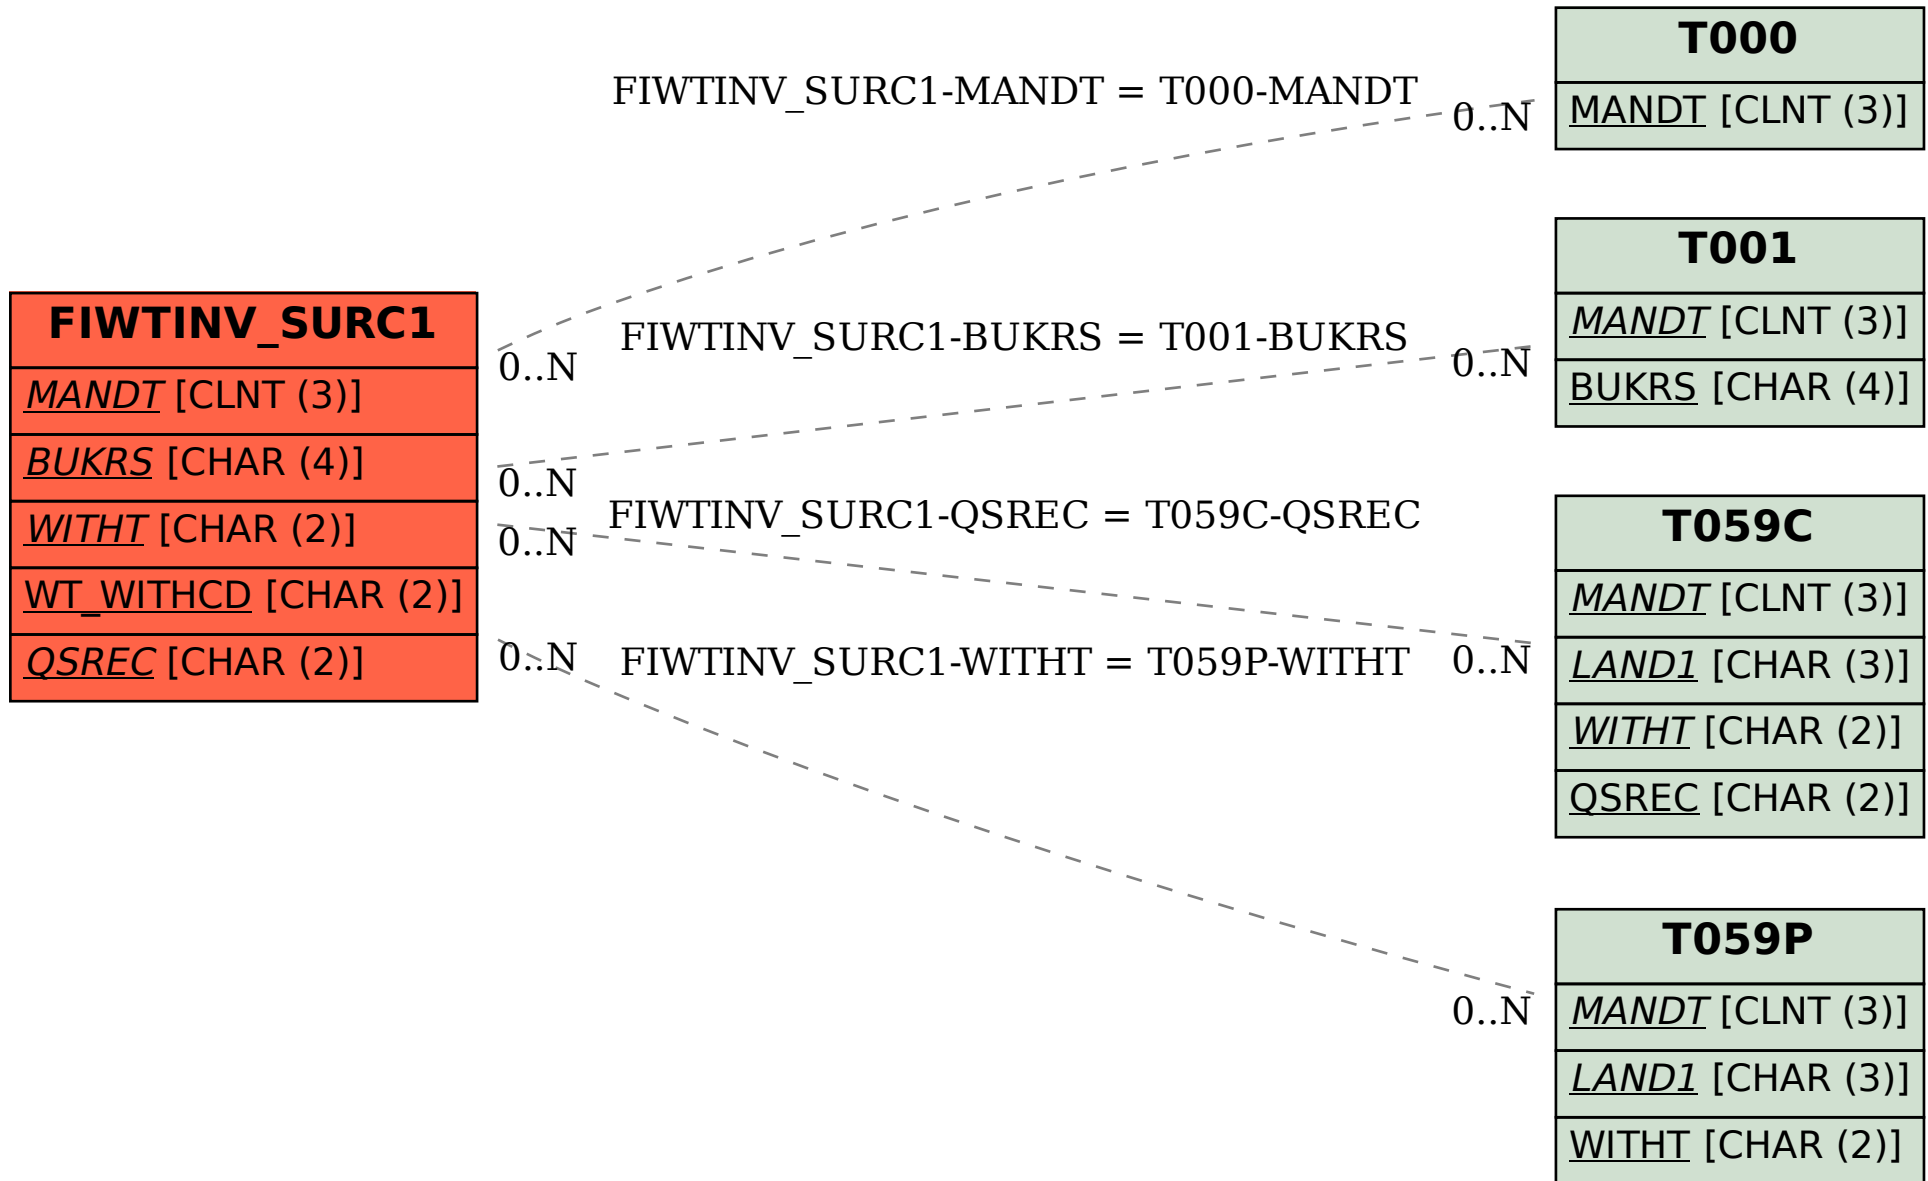 FIWTINV_SURC1
MANDT [CLNT (3)]
BUKRS [CHAR (4)]
WITHT [CHAR (2)]
WT_WITHCD [CHAR (2)]
QSREC [CHAR (2)]
FIWTINV_SURC1-MANDT = T000-MANDT
0..N
0..N
FIWTINV_SURC1-BUKRS = T001-BUKRS
0..N
0..N
FIWTINV_SURC1-QSREC = T059C-QSREC
0..N
0..N
FIWTINV_SURC1-WITHT = T059P-WITHT
0..N
0..N
T000
MANDT [CLNT (3)]
T001
MANDT [CLNT (3)]
BUKRS [CHAR (4)]
T059C
MANDT [CLNT (3)]
LAND1 [CHAR (3)]
WITHT [CHAR (2)]
QSREC [CHAR (2)]
T059P
MANDT [CLNT (3)]
LAND1 [CHAR (3)]
WITHT [CHAR (2)]